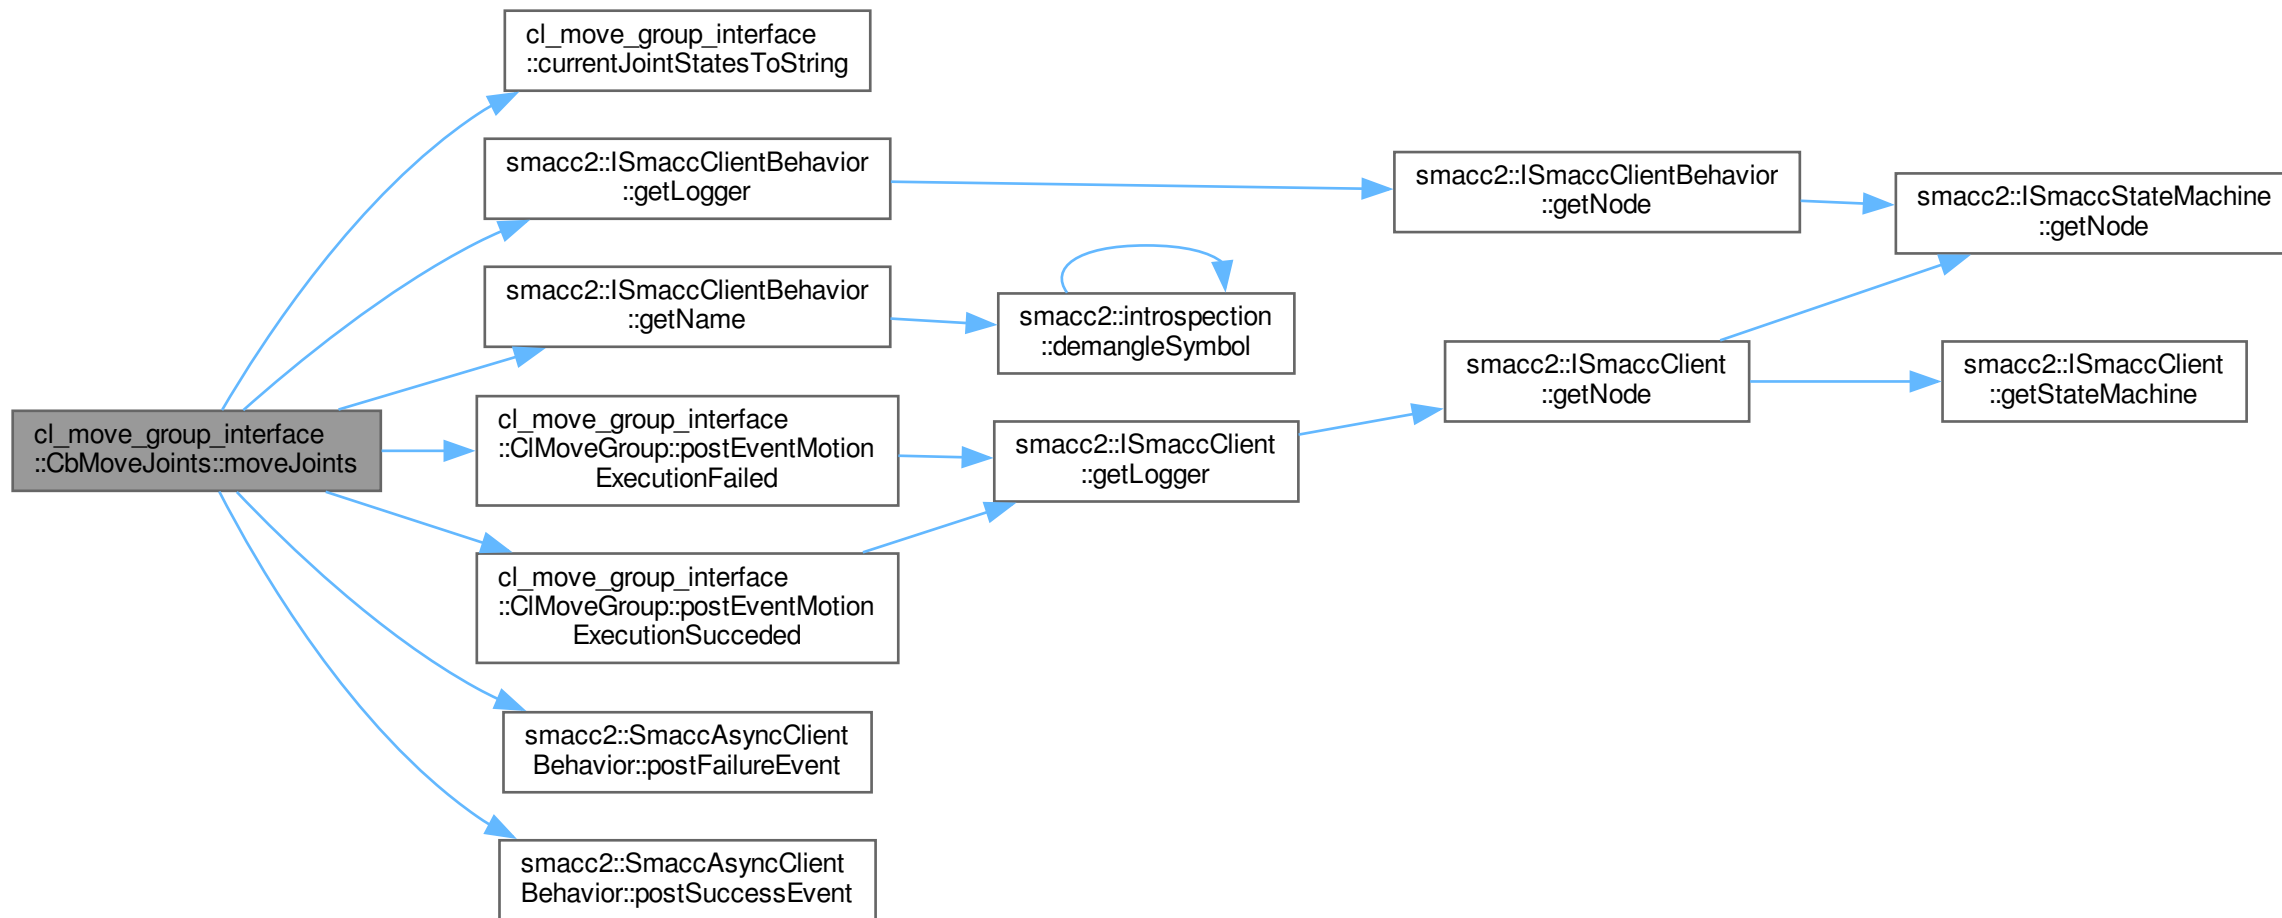 cl_move_group_interface
::currentJointStatesToString
smacc2::ISmaccClientBehavior
::getLogger
smacc2::ISmaccClientBehavior
::getNode
smacc2::ISmaccStateMachine
::getNode
smacc2::ISmaccClientBehavior
::getName
smacc2::introspection
::demangleSymbol
smacc2::ISmaccClient
::getNode
smacc2::ISmaccClient
::getStateMachine
cl_move_group_interface
::CbMoveJoints::moveJoints
cl_move_group_interface
::ClMoveGroup::postEventMotion
ExecutionFailed
smacc2::ISmaccClient
::getLogger
cl_move_group_interface
::ClMoveGroup::postEventMotion
ExecutionSucceded
smacc2::SmaccAsyncClient
Behavior::postFailureEvent
smacc2::SmaccAsyncClient
Behavior::postSuccessEvent